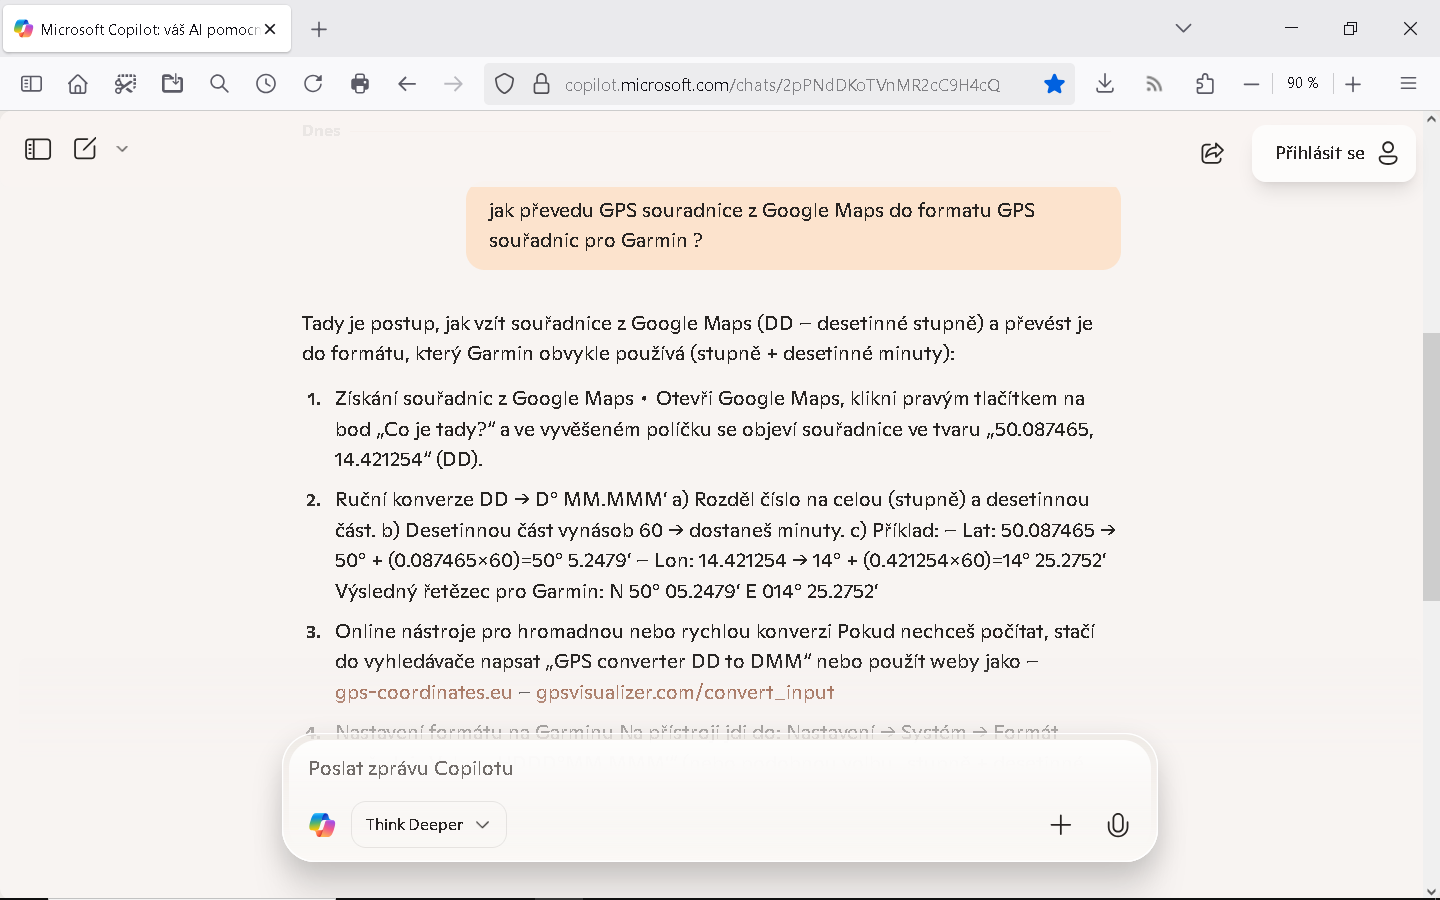 Microsoft Copilot: váš AI pomocn
copilot.microsoft.com/chats/2pPNdDKoTVnMR2cC9H4cQ
90 %
Dnes
Přihlásit se
jak převedu GPS souradnice z Google Maps do formatu GPS
souřadnic pro Garmin ?
Tady je postup, jak vzít souřadnice z Google Maps (DD – desetinné stupně) a převést je
do formátu, který Garmin obvykle používá (stupně + desetinné minuty):
1. Získání souřadnic z Google Maps • Otevři Google Maps, klikni pravým tlačítkem na
bod „Co je tady?“ a ve vyvěšeném políčku se objeví souřadnice ve tvaru „50.087465,
14.421254“ (DD).
2. Ruční konverze DD → D° MM.MMM‘ a) Rozděl číslo na celou (stupně) a desetinnou
část. b) Desetinnou část vynásob 60 → dostaneš minuty. c) Příklad: – Lat: 50.087465 →
50° + (0.087465×60)=50° 5.2479‘ – Lon: 14.421254 → 14° + (0.421254×60)=14° 25.2752‘
Výsledný řetězec pro Garmin: N 50° 05.2479‘ E 014° 25.2752‘
3. Online nástroje pro hromadnou nebo rychlou konverzi Pokud nechceš počítat, stačí
do vyhledávače napsat „GPS converter DD to DMM“ nebo použít weby jako –
gps-coordinates.eu – gpsvisualizer.com/convert_input
4. Nastavení formátu na Garminu Na přístroji jdi do: Nastavení → Systém → Formát
Poslat zprávu Copilotu
Think Deeper